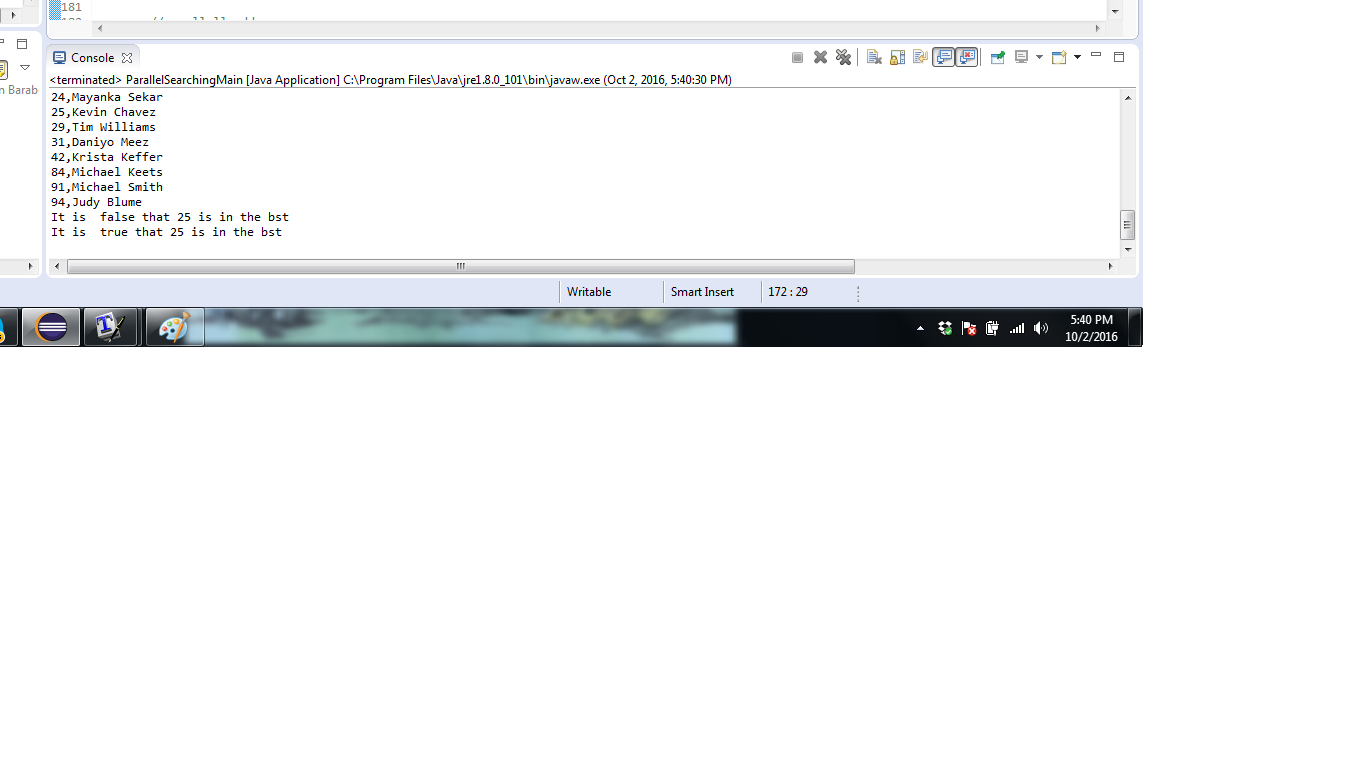 181
Console
<terminated> ParallelSearchingMain [Java Application] C:\Program Files\Java\jre1.8.0_101\bin\javaw.exe (Oct 2, 2016, 5:40:30 PM)
n Barab
24,Mayanka Sekar
25,Kevin Chavez
29,Tim Williams
31,Daniyo Meez
42,Krista Keffer
84,Michael Keets
91,Michael Smith
94,Judy Blume
It is  false that 25 is in the bst
It is  true that 25 is in the bst
Writable Smart Insert 172 : 29
5:40 PM
10/2/2016